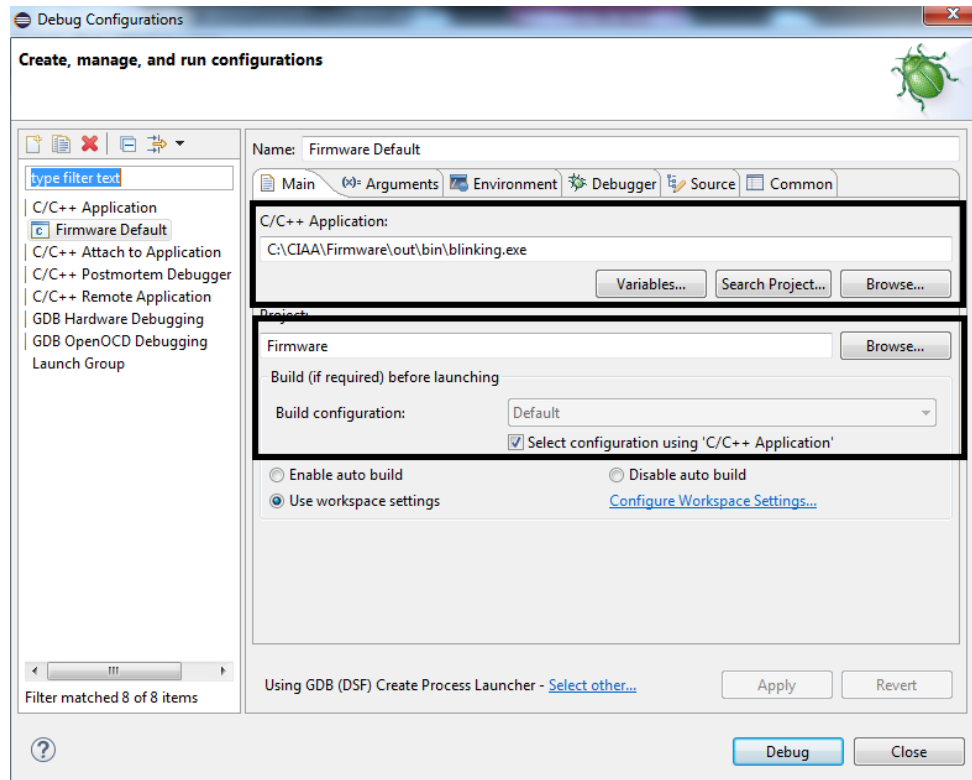 Debug Configurations
x
Create, manage, and run configurations
Name: Firmware Default
type filter text
Main (x)= Arguments Environment Debugger Source Common
C/C++ Application
c Firmware Default
C/C++ Attach to Application
C/C++ Postmortem Debugger
C/C++ Remote Application
GDB Hardware Debugging
GDB OpenOCD Debugging
Launch Group
C/C++ Application:
C:\CIAA\Firmware\out\bin\blinking.exe
Variables... Search Project... Browse...
Project:
Firmware Browse...
Build (if required) before launching
Build configuration: Default
Select configuration using 'C/C++ Application'
Enable auto build Disable auto build
Use workspace settings Configure Workspace Settings...
Filter matched 8 of 8 items
Using GDB (DSF) Create Process Launcher - Select other... Apply Revert
? Debug Close